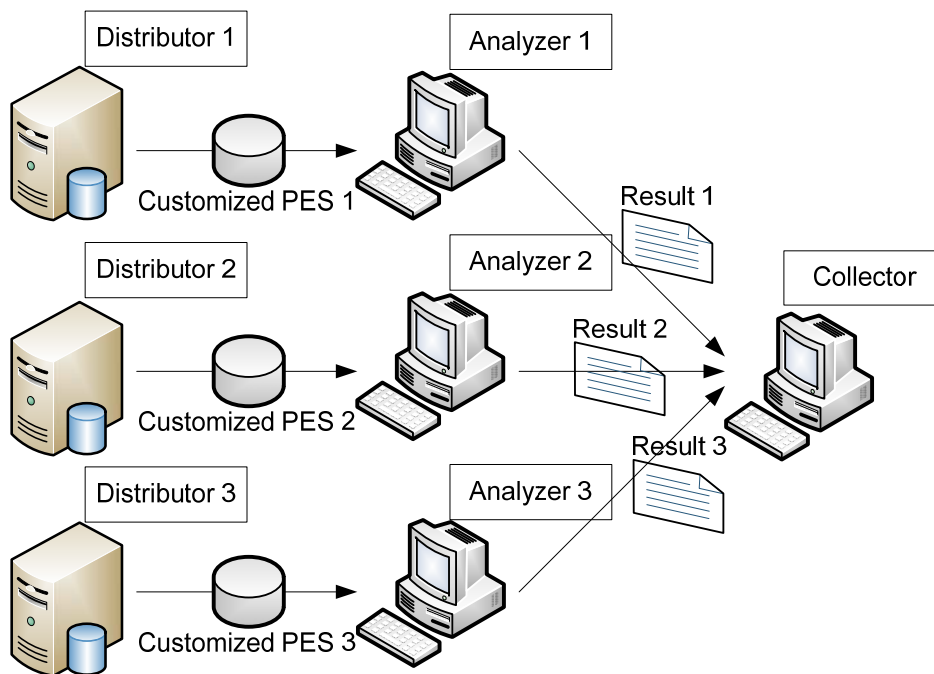 Distributor 1
Analyzer 1
Customized PES 1
Result 1
Distributor 2
Analyzer 2
Collector
Result 2
Customized PES 2
Result 3
Distributor 3
Analyzer 3
Customized PES 3